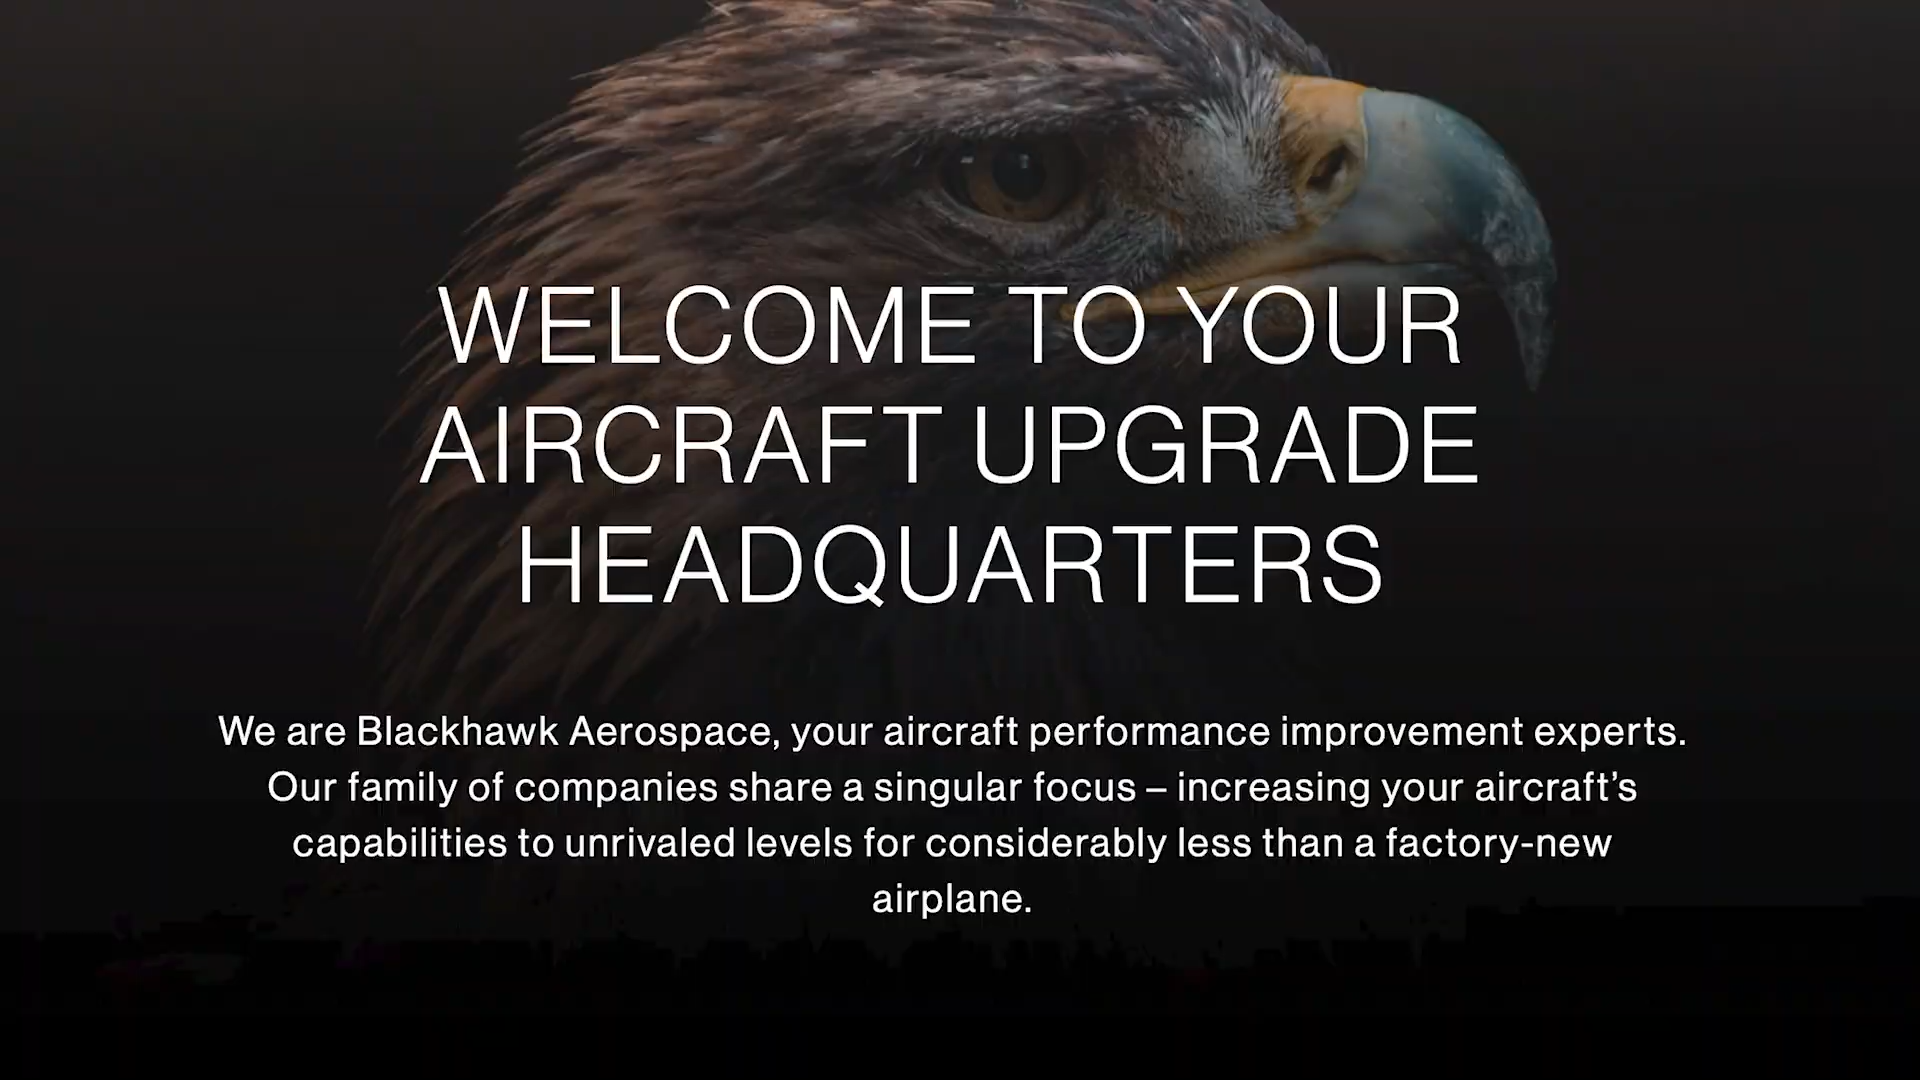 WELCOME TO YOUR
AIRCRAFT UPGRADE
HEADQUARTERS
We are Blackhawk Aerospace, your aircraft performance improvement experts.
Our family of companies share a singular focus – increasing your aircraft’s
capabilities to unrivaled levels for considerably less than a factory-new
airplane.